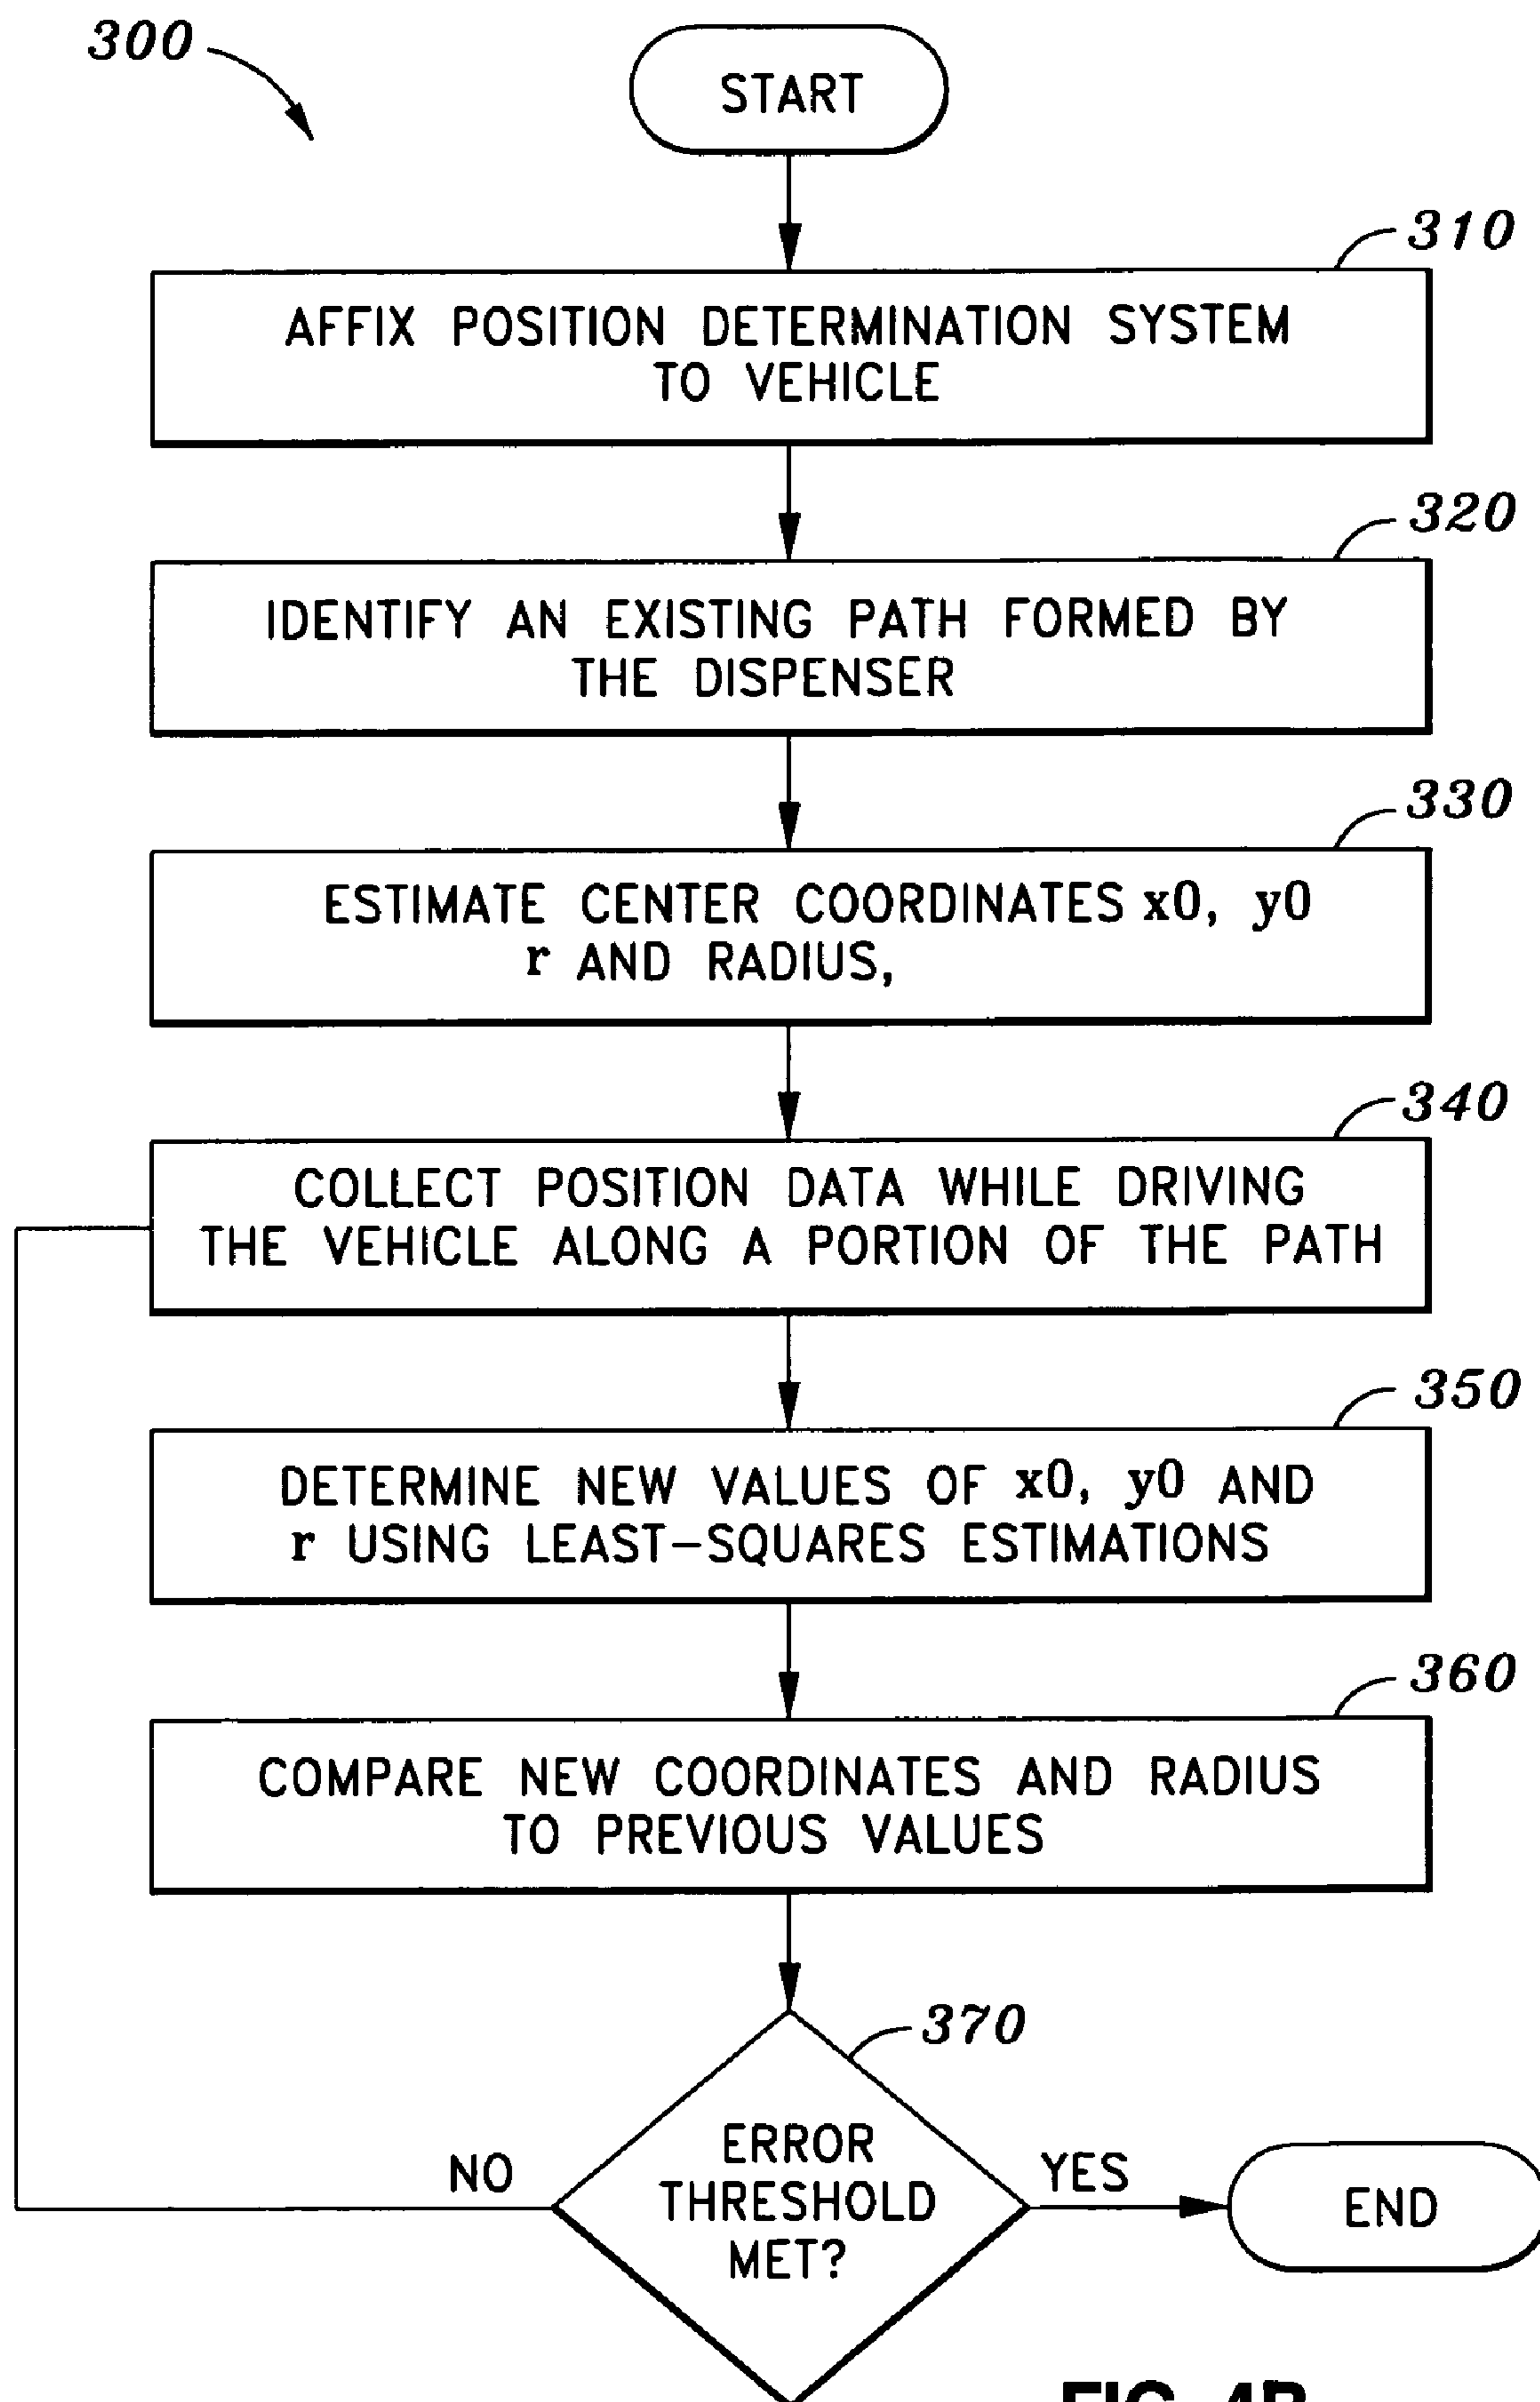 300
START
310
AFFIX POSITION DETERMINATION SYSTEM
TO VEHICLE
320
IDENTIFY AN EXISTING PATH FORMED BY
THE DISPENSER
330
ESTIMATE CENTER COORDINATES x0, y0
r AND RADIUS,
340
COLLECT POSITION DATA WHILE DRIVING
THE VEHICLE ALONG A PORTION OF THE PATH
350
DETERMINE NEW VALUES OF x0, y0 AND
r USING LEAST-SQUARES ESTIMATIONS
360
COMPARE NEW COORDINATES AND RADIUS
TO PREVIOUS VALUES
370
ERROR
THRESHOLD
MET?
NO
YES
END
FIG. 4B